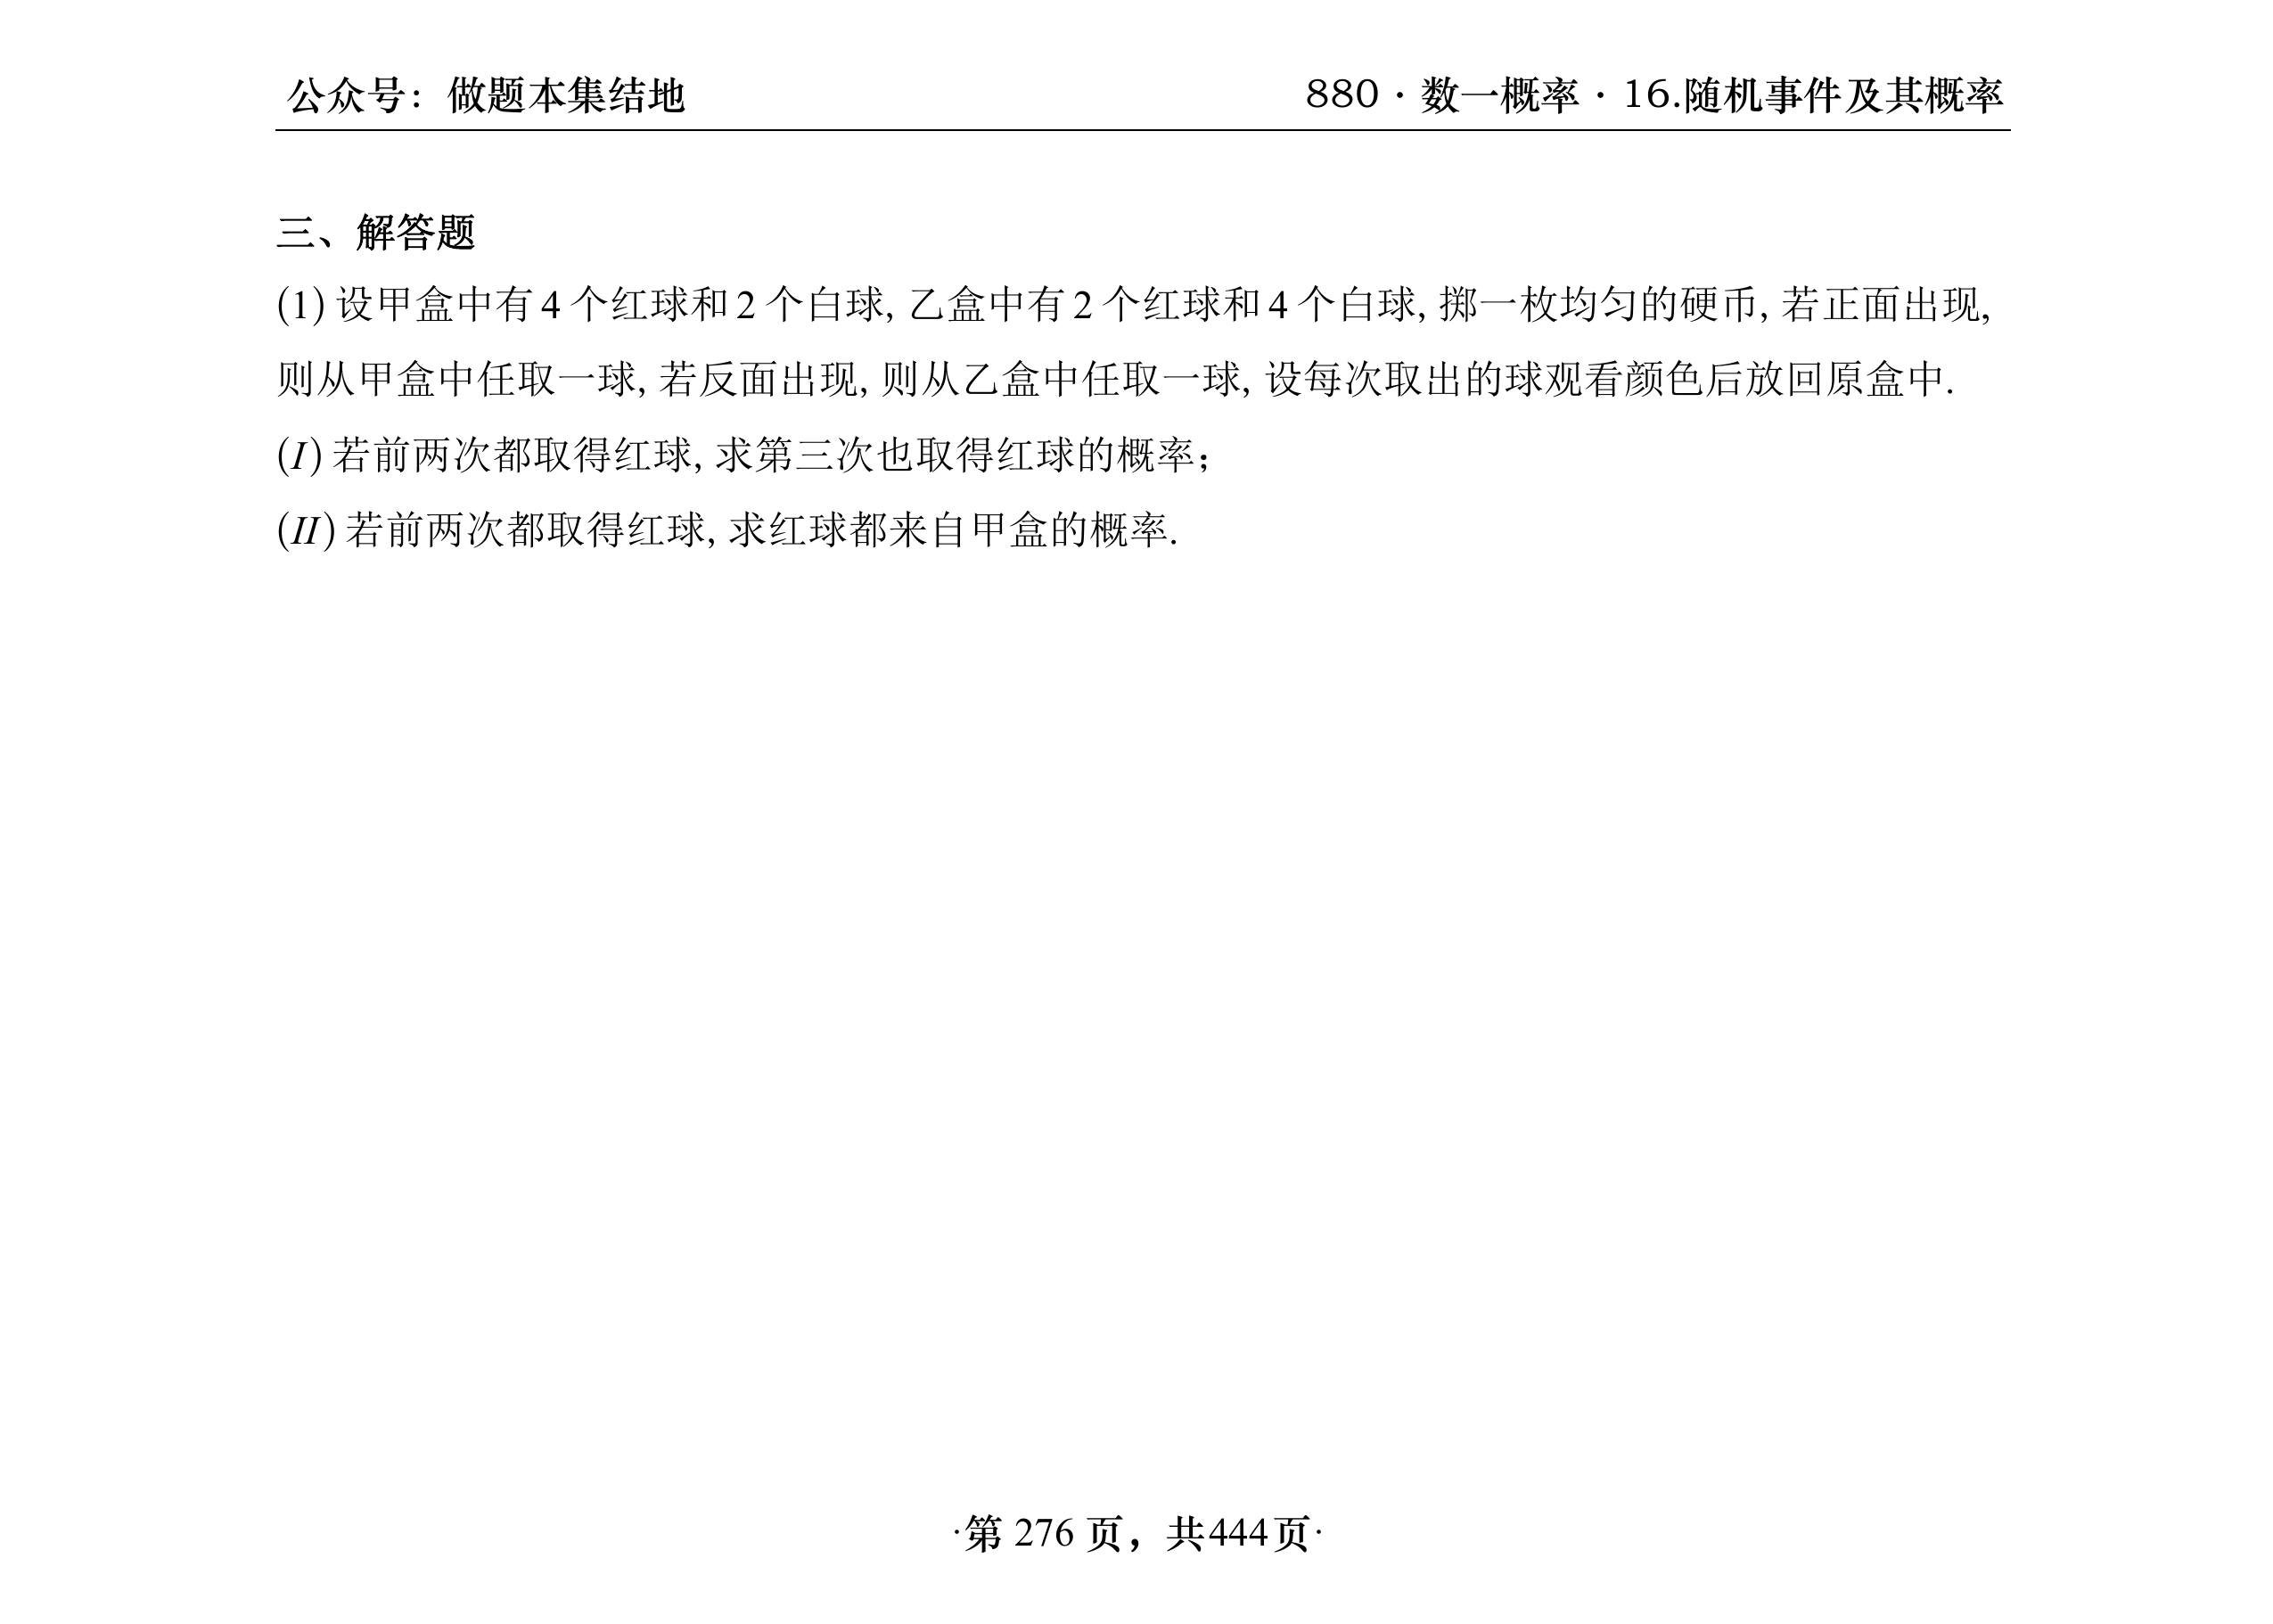 公众号：做题本集结地
880 · 数一概率 · 16.随机事件及其概率
三、解答题
(1) 设甲盒中有 4 个红球和 2 个白球, 乙盒中有 2 个红球和 4 个白球, 掷一枚均匀的硬币, 若正面出现,
则从甲盒中任取一球, 若反面出现, 则从乙盒中任取一球, 设每次取出的球观看颜色后放回原盒中.
(I) 若前两次都取得红球, 求第三次也取得红球的概率；
(II) 若前两次都取得红球, 求红球都来自甲盒的概率.
·第 276 页，共444页·